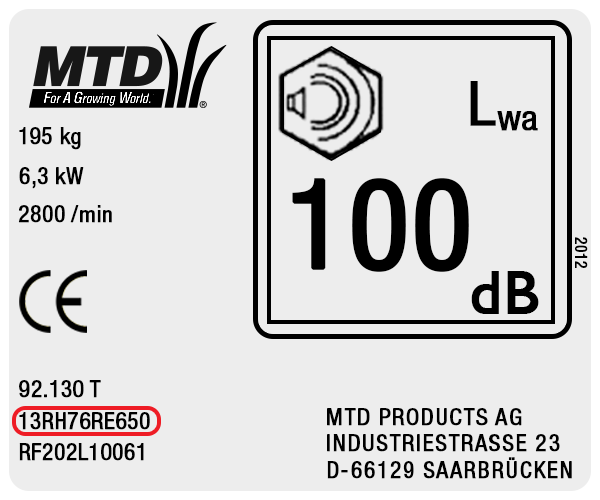 MTD
For A Growing World.
®
195 kg
6,3 kW
2800 /min
CE
LWA
100
dB
2012
92.130 T
13RH76RE650
RF202L10061
MTD PRODUCTS AG
INDUSTRIESTRASSE 23
D-66129 SAARBRÜCKEN